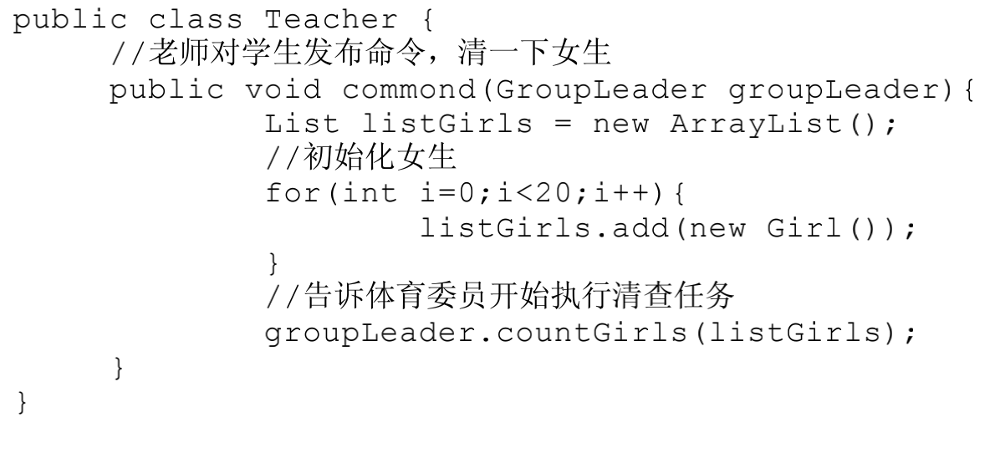 public class Teacher {
//老师对学生发布命令，清一下女生
public void commond(GroupLeader groupLeader){
List listGirls = new ArrayList();
//初始化女生
for(int i=0;i<20;i++){
listGirls.add(new Girl());
}
//告诉体育委员开始执行清查任务
groupLeader.countGirls(listGirls);
}
}